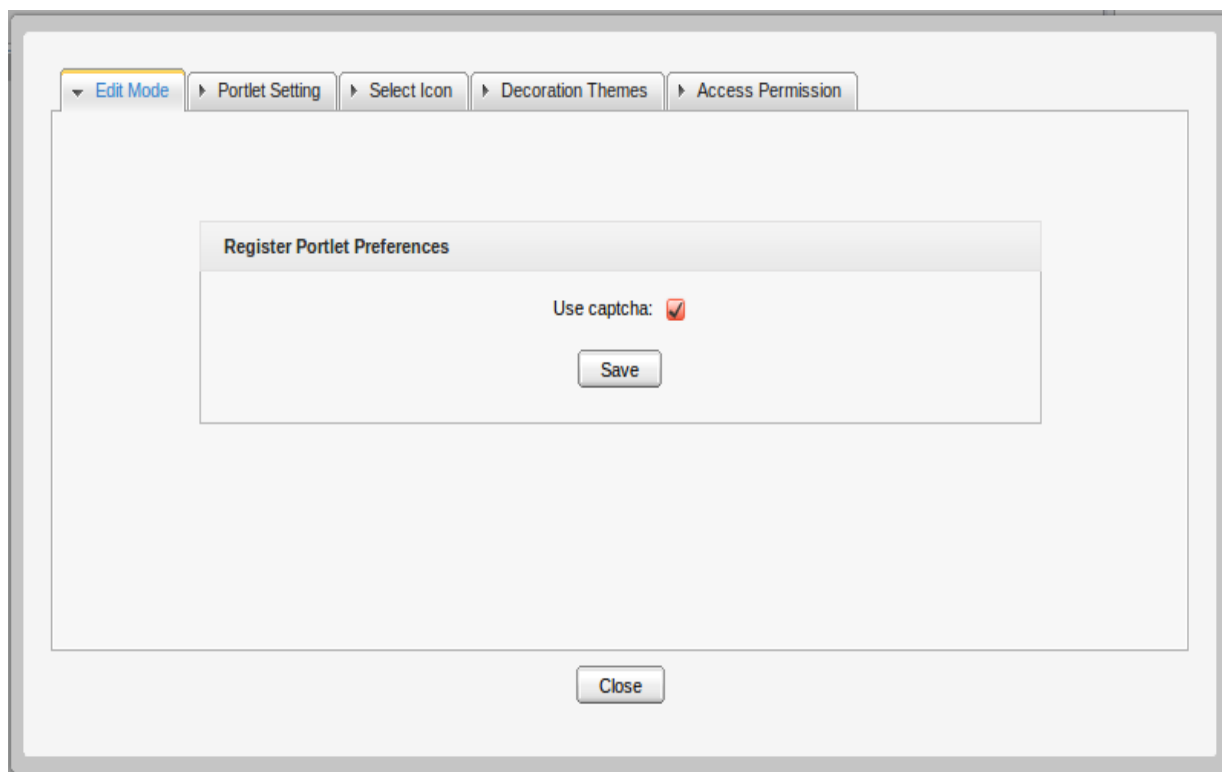 Edit Mode Portlet Setting Select Icon Decoration Themes Access Permission
Register Portlet Preferences
Use captcha:
Save
Close